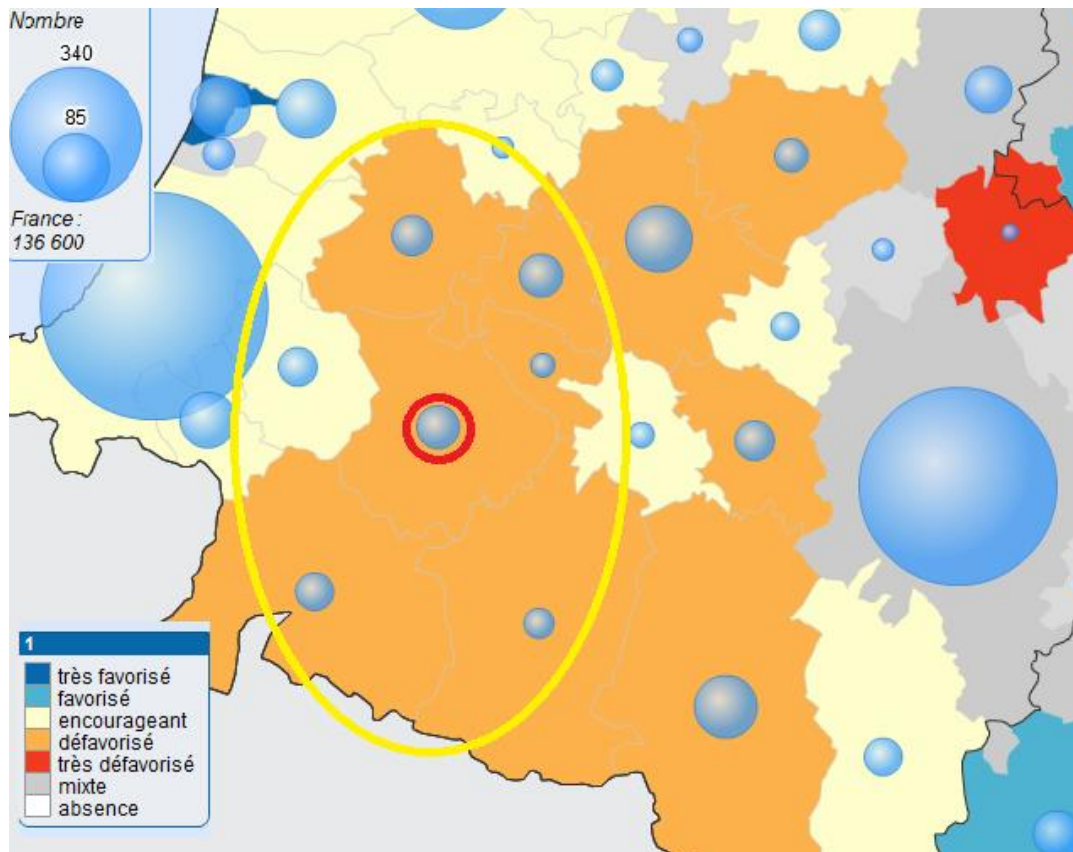 Nombre
340
85
France :
136 600
1
très favorisé
favorisé
encourageant
défavorisé
très défavorisé
mixte
absence